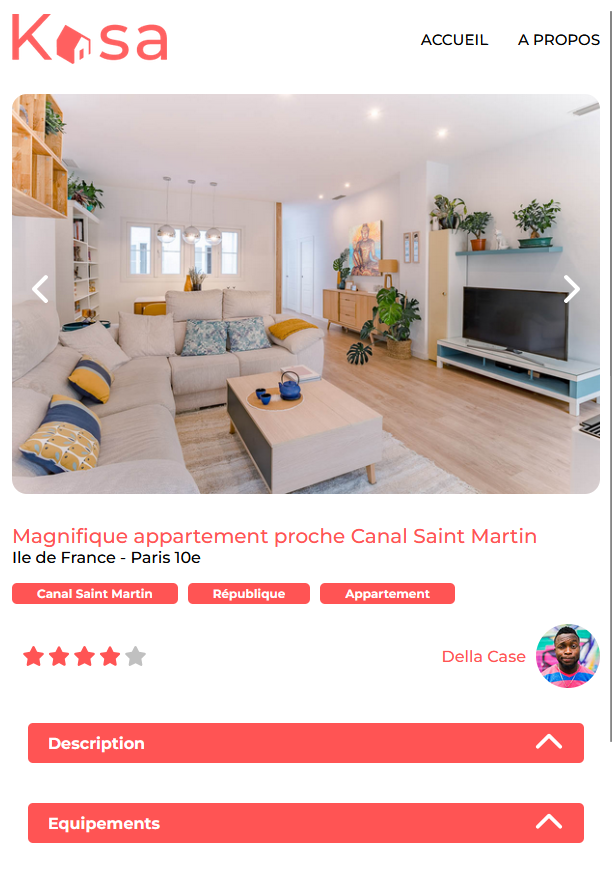 Kasa
ACCUEIL A PROPOS
Magnifique appartement proche Canal Saint Martin
Ile de France - Paris 10e
Canal Saint Martin République Appartement
Della Case
Description
Equipements